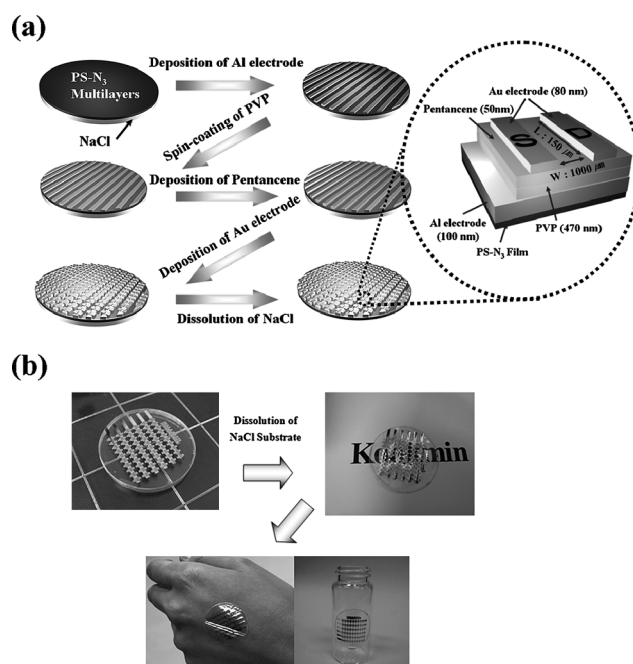 (a)
Deposition of Al electrode
PS-N₃
Multilayers
NaCl
Spin-coating of PVP
Deposition of Pentancene
Deposition of Au electrode
Dissolution of NaCl
Au electrode (80 nm)
Pentancene (50nm)
S
D
L : 150 μm
W : 1000 μm
Al electrode
(100 nm)
PVP (470 nm)
PS-N₃ Film
(b)
Dissolution of
NaCl Substrate